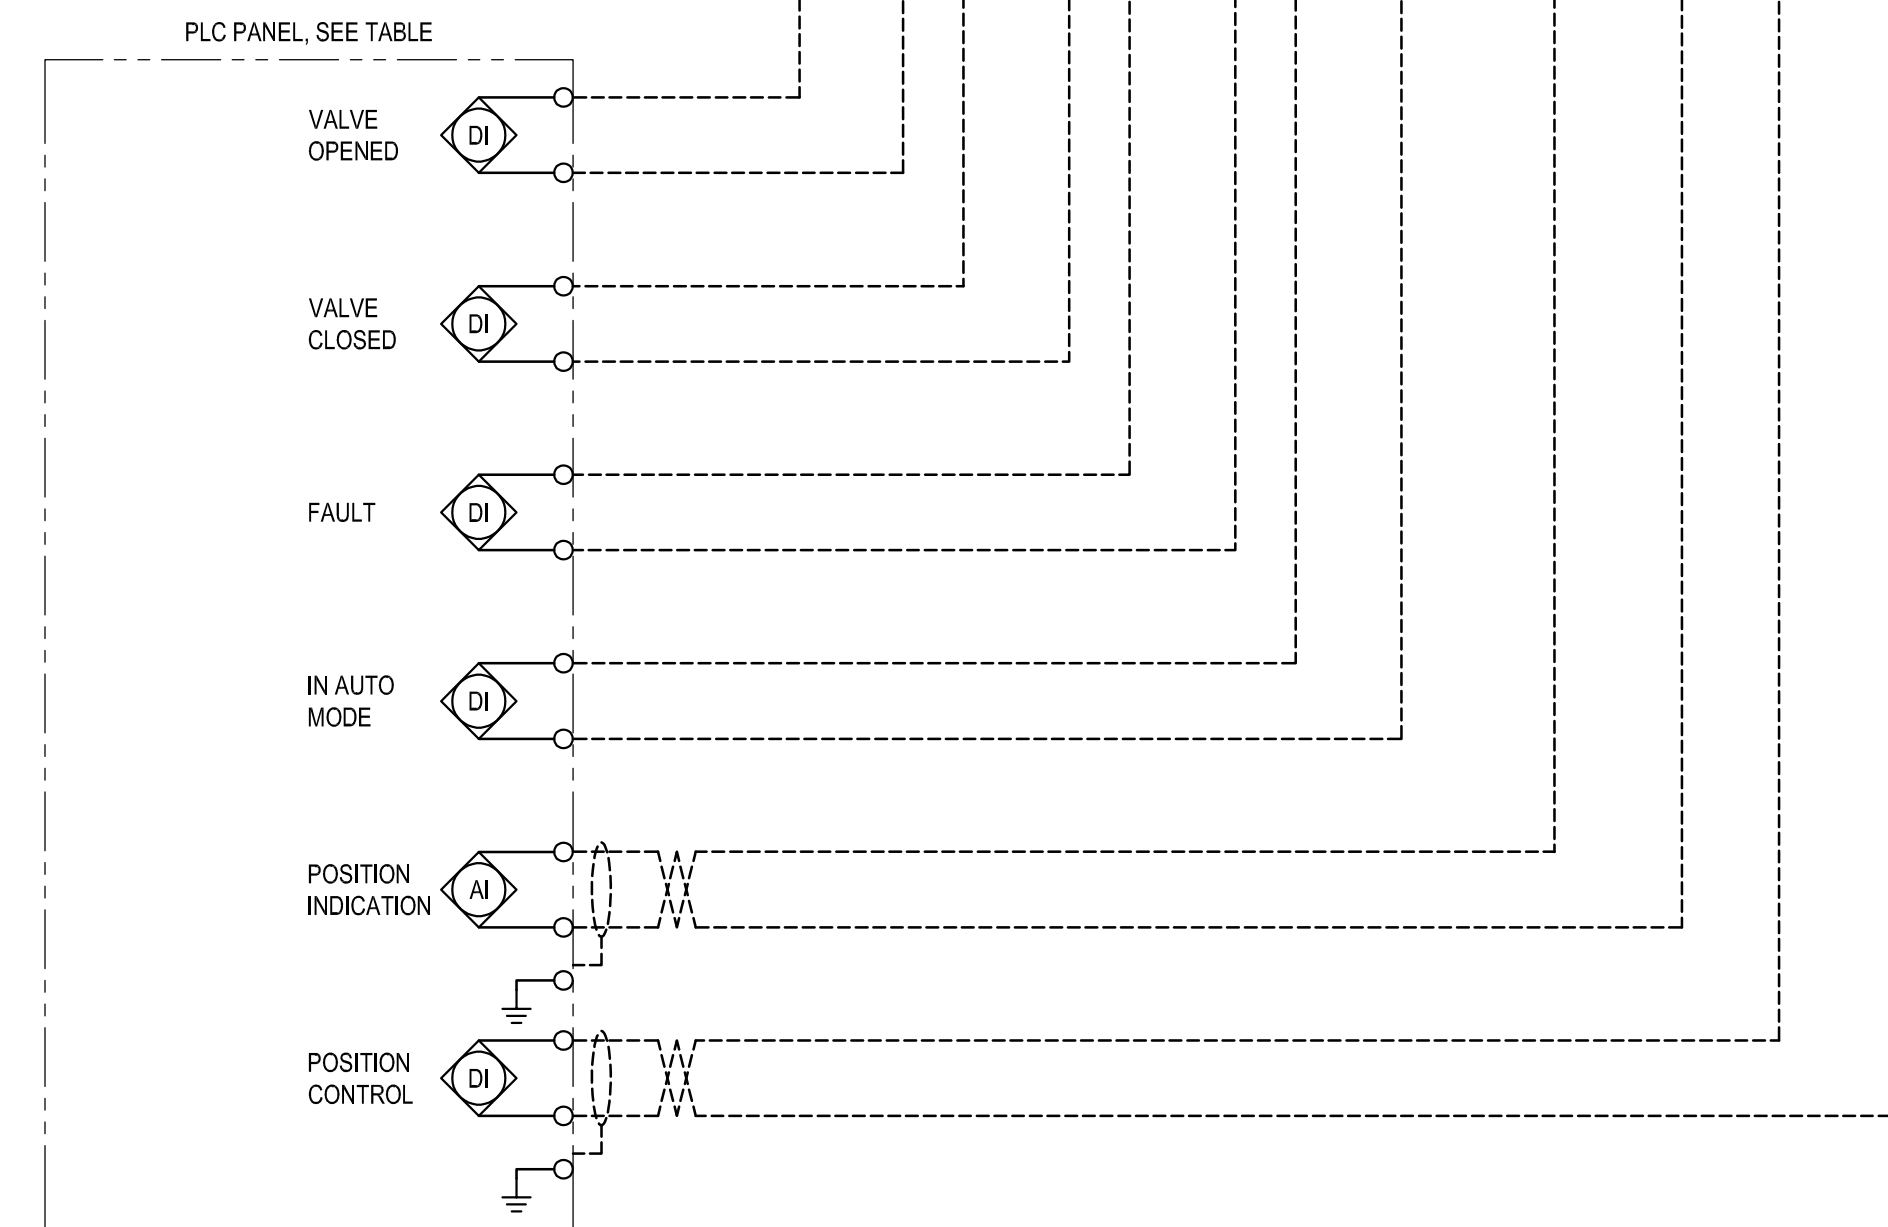 PLC PANEL, SEE TABLE
VALVE
OPENED
DI
VALVE
CLOSED
DI
FAULT
DI
IN AUTO
MODE
DI
POSITION
INDICATION
AI
POSITION
CONTROL
DI